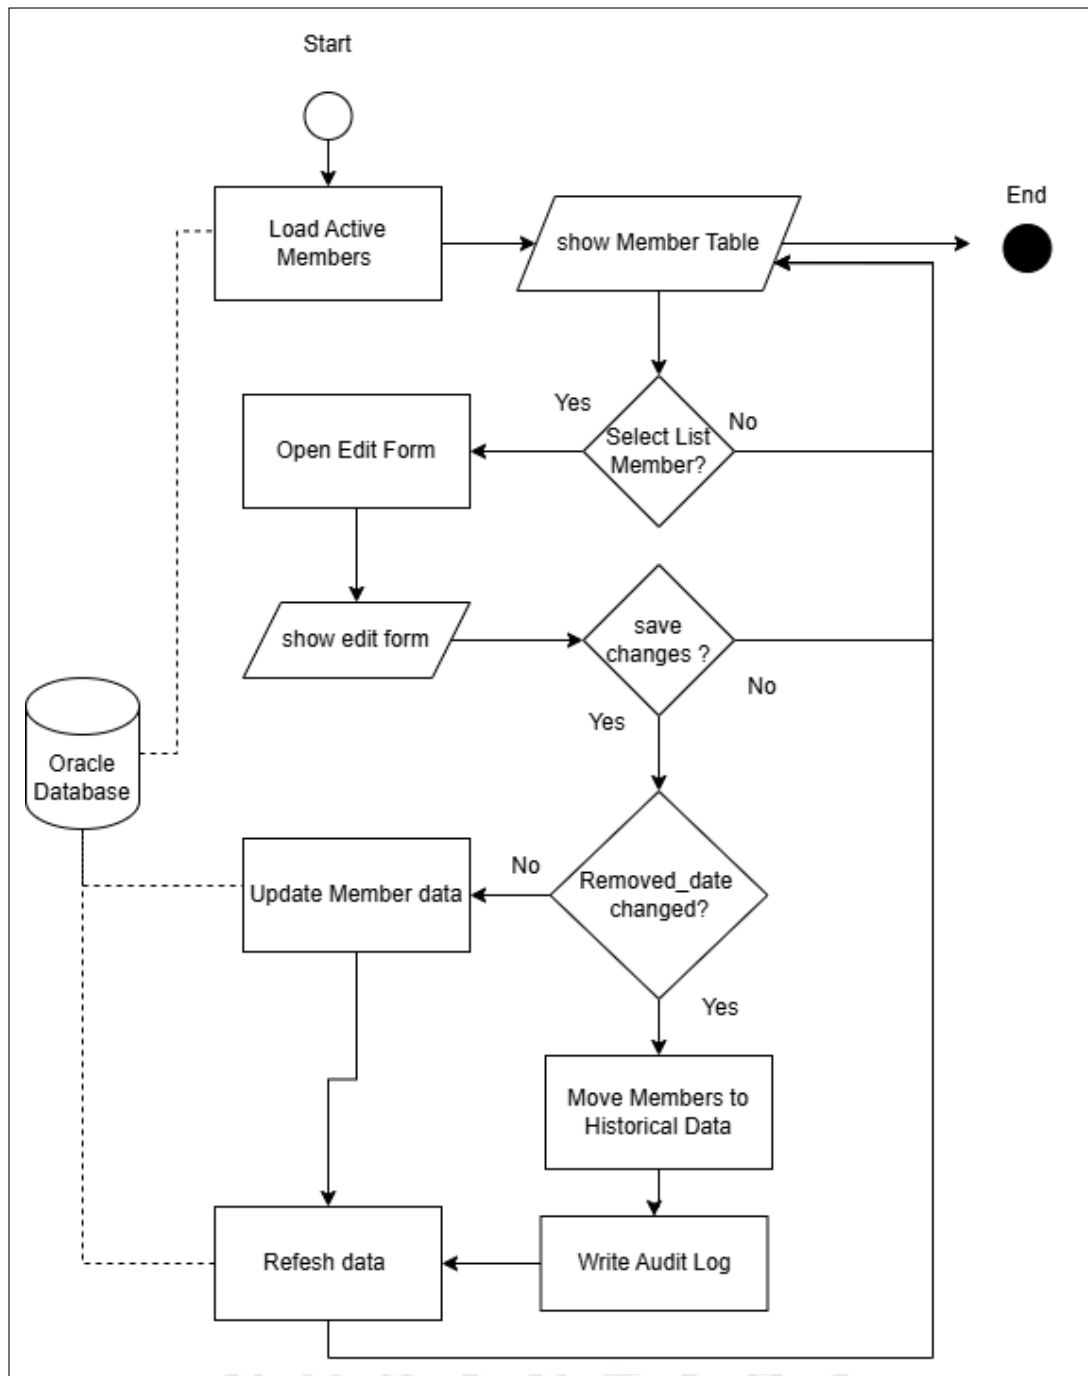 Start
End
Load Active
Members
show Member Table
Yes
No
Select List
Member?
Open Edit Form
show edit form
save
changes ?
No
Yes
Oracle
Database
Update Member data
No
Removed_date
changed?
Yes
Move Members to
Historical Data
Refesh data
Write Audit Log